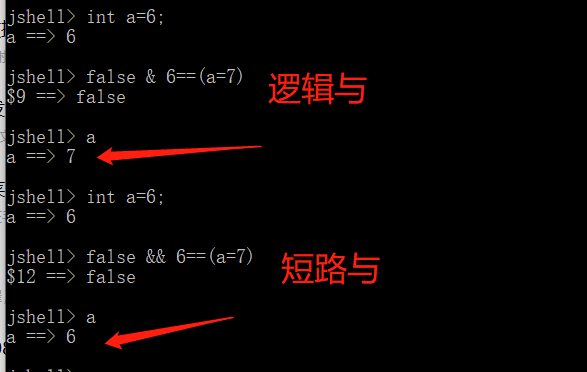 jshell> int a=6;
a ==> 6
jshell> false & 6==(a=7)
$9 ==> false
逻辑与
jshell> a
a ==> 7
jshell> int a=6;
a ==> 6
jshell> false && 6==(a=7)
$12 ==> false
短路与
jshell> a
a ==> 6